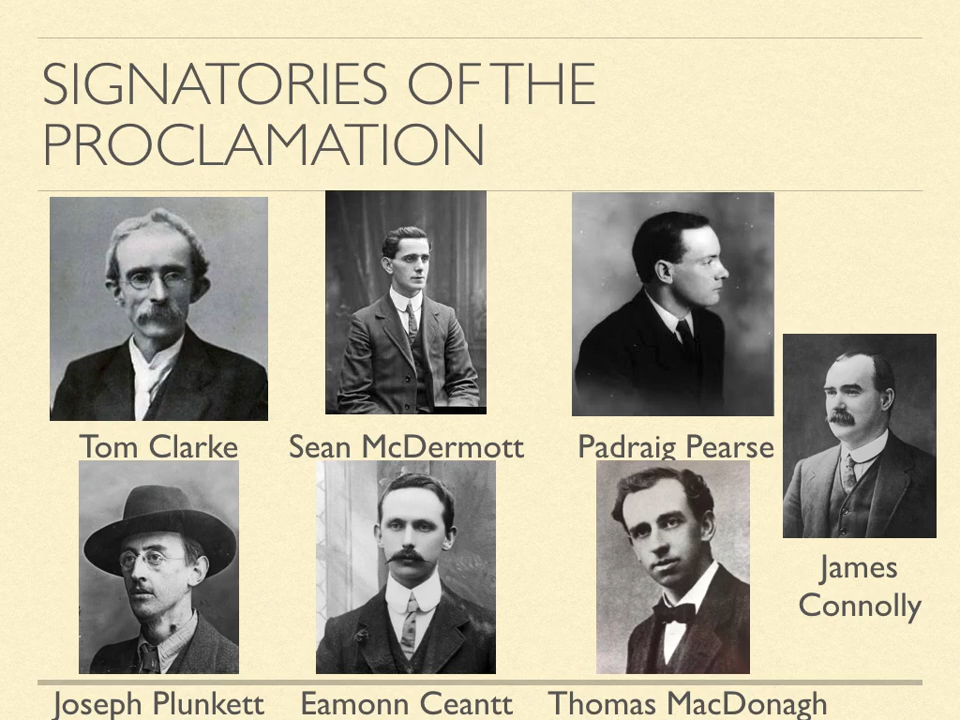 SIGNATORIES OF THE
PROCLAMATION
Tom Clarke
Sean McDermott
Padraig Pearse
James
Connolly
Joseph Plunkett
Eamonn Ceantt
Thomas MacDonagh